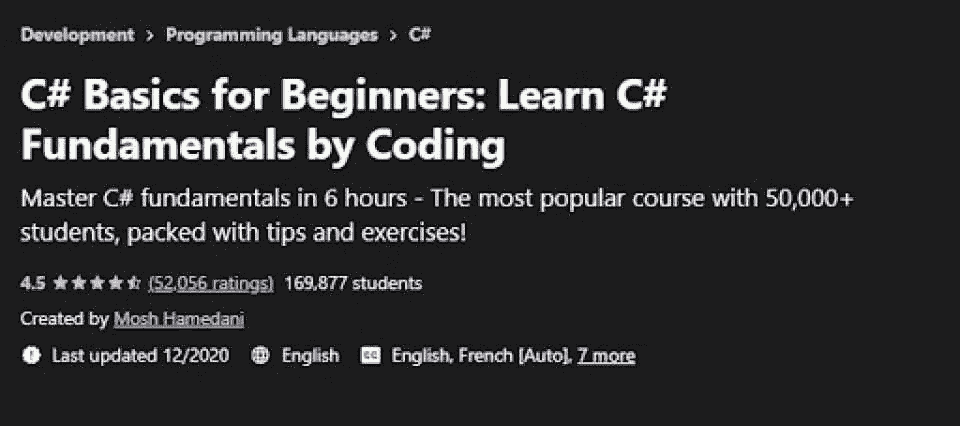 Development > Programming Languages > C#
C# Basics for Beginners: Learn C#
Fundamentals by Coding
Master C# fundamentals in 6 hours - The most popular course with 50,000+
students, packed with tips and exercises!
4.5 ★★★★⯪ (52,056 ratings) 169,877 students
Created by Mosh Hamedani
Last updated 12/2020 English CC English, French [Auto], 7 more